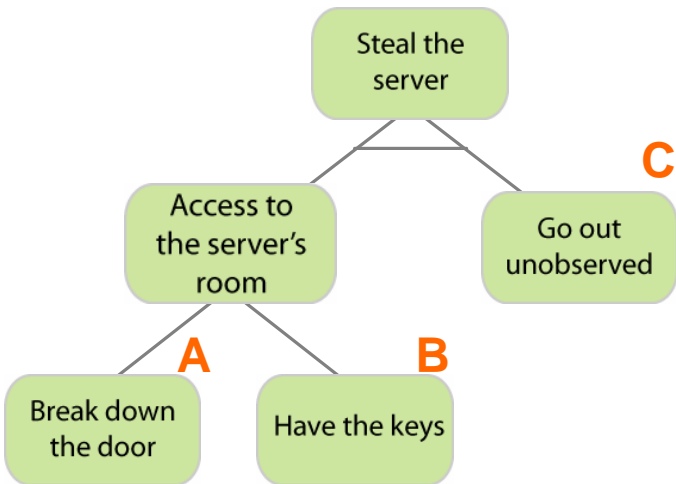 Steal the
server
C
Access to
the server's
room
Go out
unobserved
A
B
Break down
the door
Have the keys